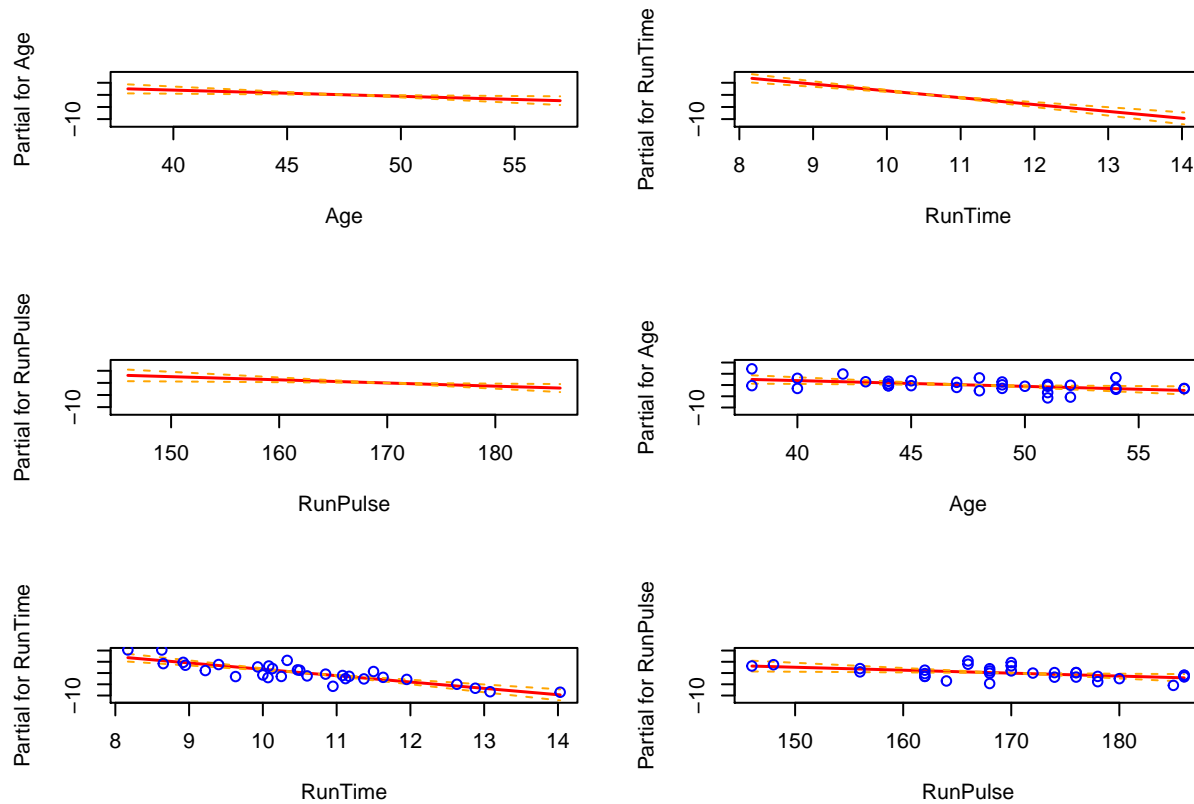 Partial for Age
−10
40 45 50 55
Age
Partial for RunTime
−10
8 9 10 11 12 13 14
RunTime
Partial for RunPulse
−10
150 160 170 180
RunPulse
Partial for Age
−10
40 45 50 55
Age
Partial for RunTime
−10
8 9 10 11 12 13 14
RunTime
Partial for RunPulse
−10
150 160 170 180
RunPulse